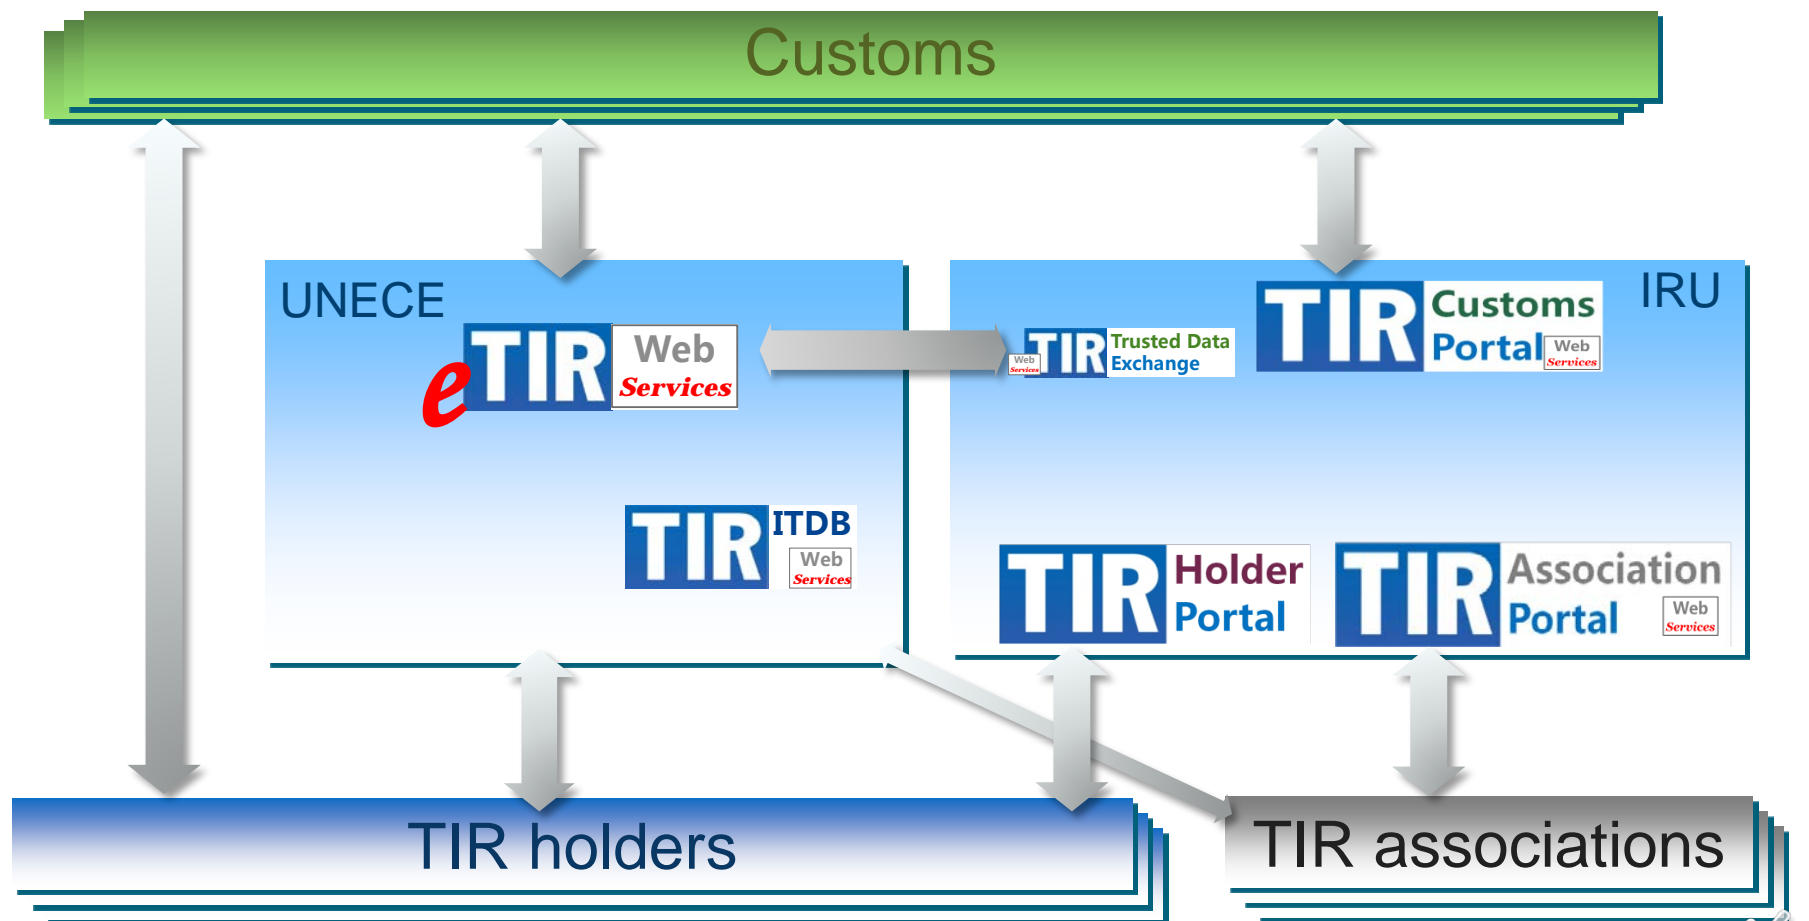 Customs
UNECE
eTIR Web
Services
TIR ITDB
Web
Services
IRU
TIR Trusted Data
Exchange
Web
Services
TIR Customs
Portal
Web
Services
TIR Holder
Portal
TIR Association
Portal
Web
Services
TIR holders
TIR associations